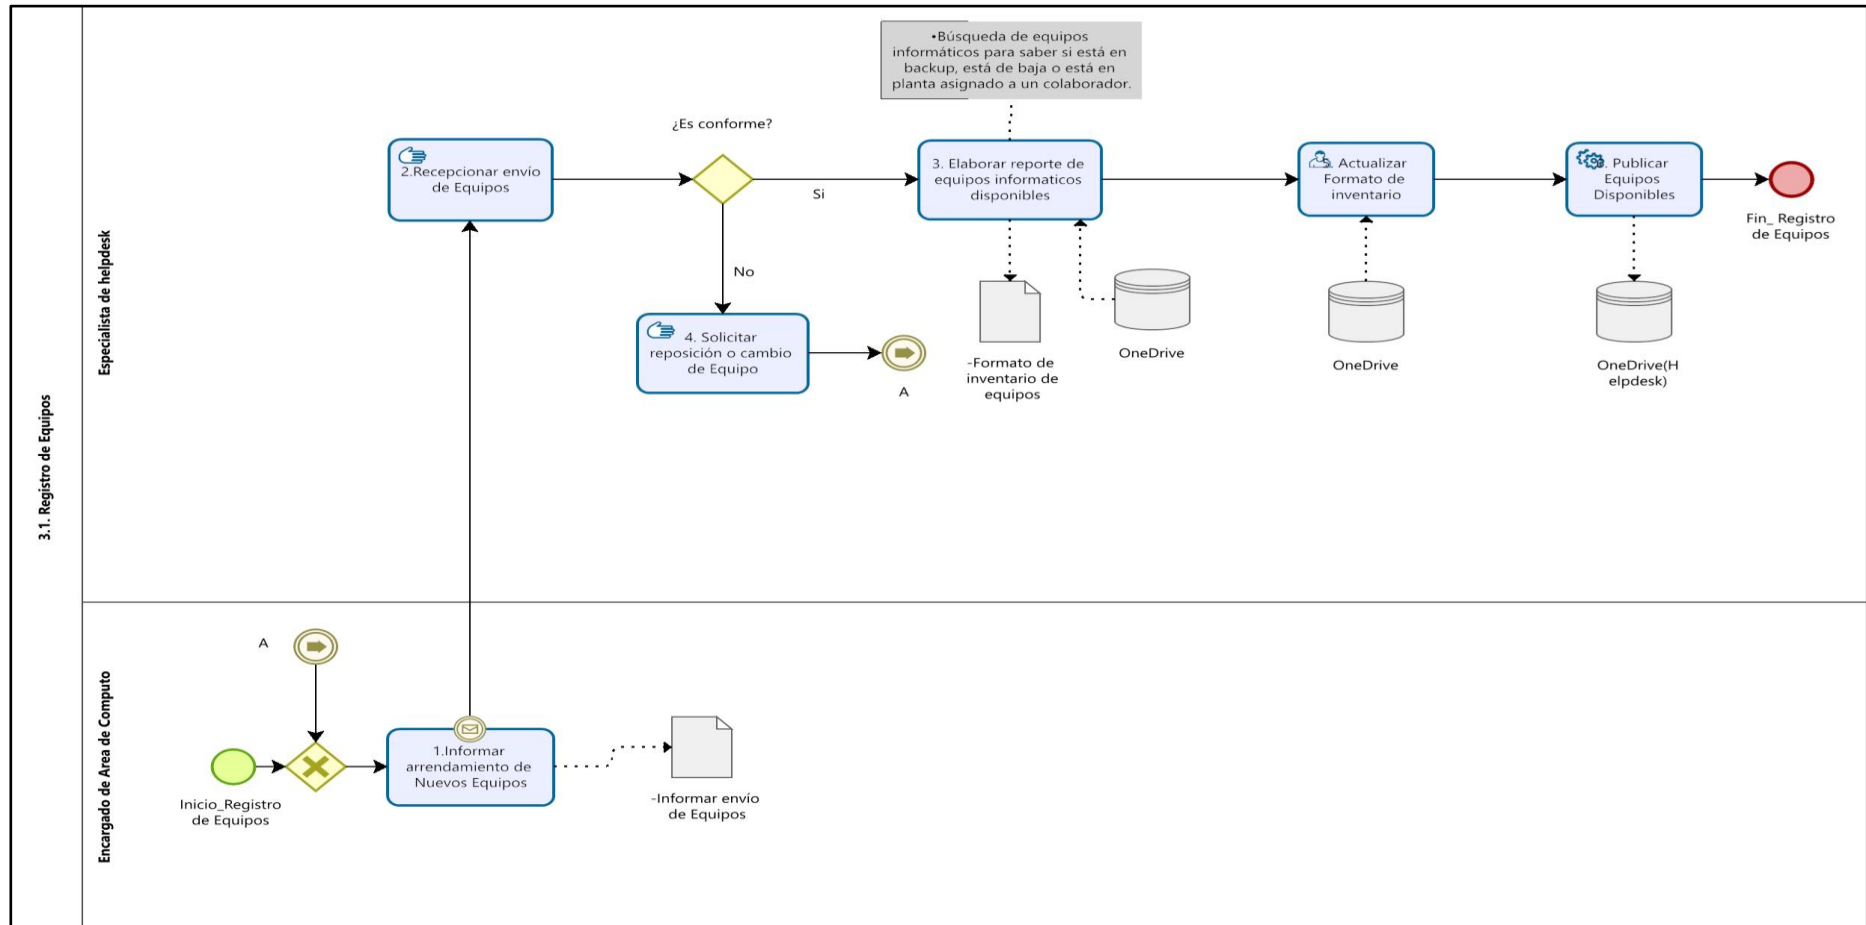 3.1. Registro de Equipos
Especialista de helpdesk
•Búsqueda de equipos
informáticos para saber si está en
backup, está de baja o está en
planta asignado a un colaborador.
¿Es conforme?
2.Recepcionar envío
de Equipos
Si
No
3. Elaborar reporte de
equipos informaticos
disponibles
5. Actualizar
Formato de
inventario
6. Publicar
Equipos
Disponibles
Fin_ Registro
de Equipos
4. Solicitar
reposición o cambio
de Equipo
A
-Formato de
inventario de
equipos
OneDrive
OneDrive
OneDrive(H
elpdesk)
Encargado de Area de Computo
A
Inicio_Registro
de Equipos
1.Informar
arrendamiento de
Nuevos Equipos
-Informar envío
de Equipos